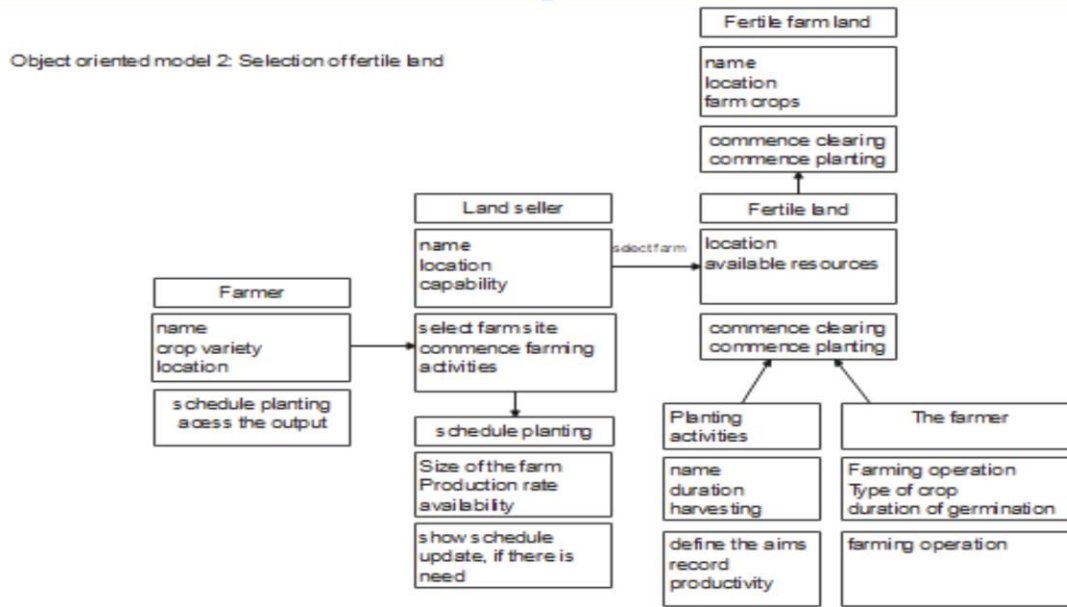 Object oriented model 2: Selection of fertile land
Fertile farm land
name
location
farm crops
commence clearing
commence planting
Land seller
name
location
capability
select farm site
commence farming
activities
select farm
Fertile land
location
available resources
commence clearing
commence planting
Farmer
name
crop variety
location
schedule planting
acess the output
schedule planting
Size of the farm
Production rate
availability
show schedule
update, if there is
need
Planting
activities
name
duration
harvesting
define the aims
record
productivity
The farmer
Farming operation
Type of crop
duration of germination
farming operation